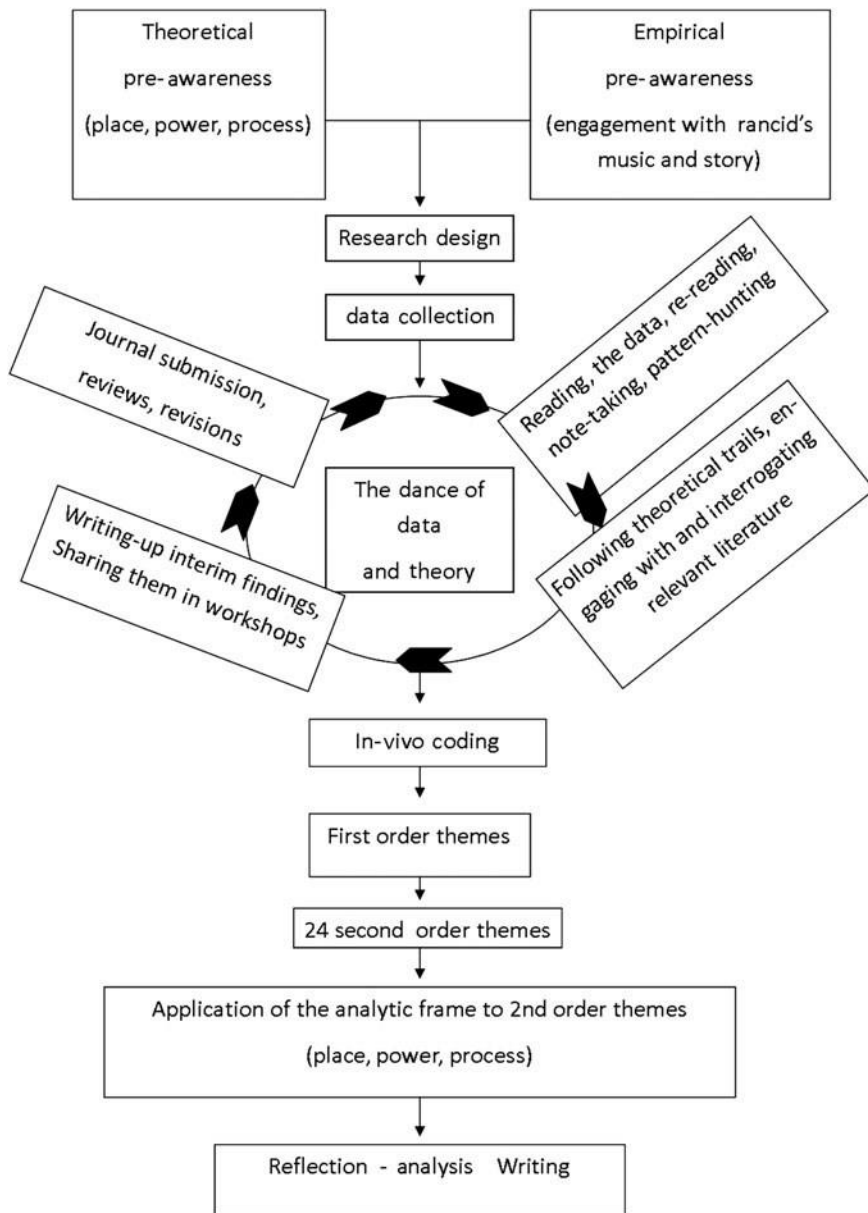 Theoretical
pre-awareness
(place, power, process)
Empirical
pre-awareness
(engagement with rancid's
music and story)
Research design
data collection
Reading, the data, re-reading,
note-taking, pattern-hunting
Following theoretical trails, en-
gaging with and interrogating
relevant literature
Writing-up interim findings,
Sharing them in workshops
Journal submission,
reviews, revisions
The dance of
data
and theory
In-vivo coding
First order themes
24 second order themes
Application of the analytic frame to 2nd order themes
(place, power, process)
Reflection - analysis Writing